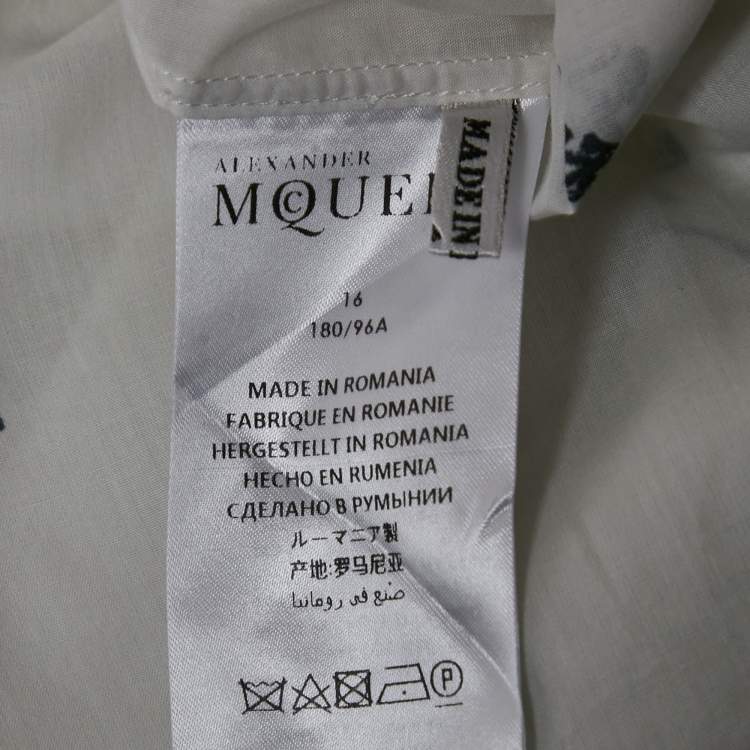 ALEXANDER
MCQUE
MADE IN
16
180/96A
MADE IN ROMANIA
FABRIQUE EN ROMANIE
HERGESTELLT IN ROMANIA
HECHO EN RUMENIA
СДЕЛАНО В РУМЫНИИ
ルーマニア製
产地:罗马尼亚
صنع في رومانيا
P